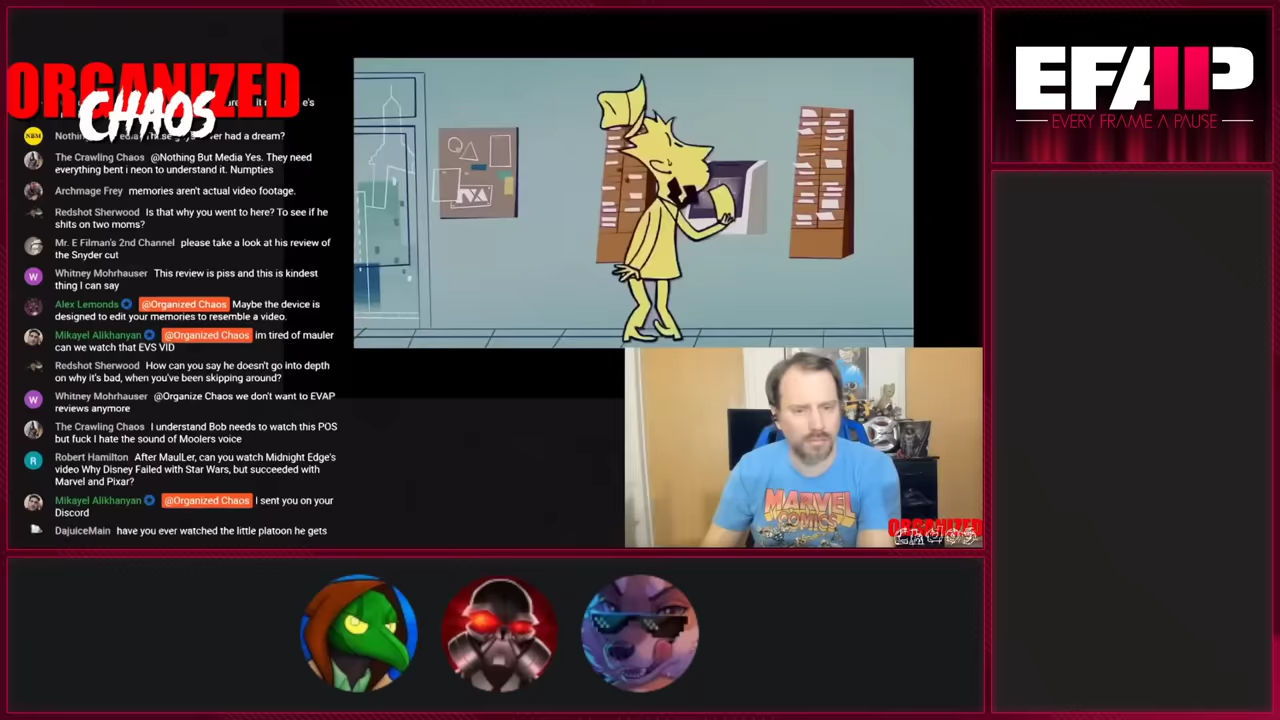 ORGANIZED
CHAOS
EFAP
EVERY FRAME A PAUSE
had a dream?
The Crawling Chaos @Nothing But Media Yes. They need
everything bent i neon to understand it. Numpties
Archmage Frey memories aren't actual video footage.
Redshot Sherwood Is that why you went to here? To see if he
shits on two moms?
Mr. E Filman's 2nd Channel please take a look at his review of
the Snyder cut
W Whitney Mohrhauser This review is piss and this is kindest
thing I can say
Alex Lemonds @Organized Chaos Maybe the device is
designed to edit your memories to resemble a video.
Mikayel Alikhanyan @Organized Chaos im tired of mauler
can we watch that EVS VID
Redshot Sherwood How can you say he doesn't go into depth
on why it's bad, when you've been skipping around?
W Whitney Mohrhauser @Organize Chaos we don't want to EVAP
reviews anymore
The Crawling Chaos I understand Bob needs to watch this POS
but fuck I hate the sound of Moolers voice
R Robert Hamilton After MaulLer, can you watch Midnight Edge's
video Why Disney Failed with Star Wars, but succeeded with
Marvel and Pixar?
Mikayel Alikhanyan @Organized Chaos I sent you on your
Discord
DajuiceMain have you ever watched the little platoon he gets
MARVEL
COMICS
ORGANIZED
CHAOS